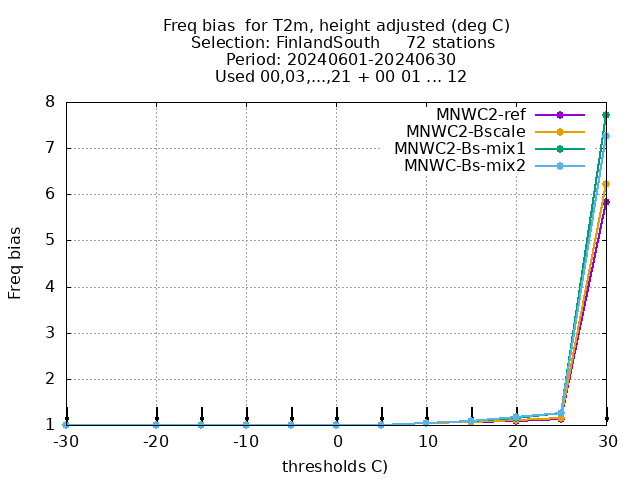 Freq bias  for T2m, height adjusted (deg C)
Selection: FinlandSouth     72 stations
Period: 20240601-20240630
Used 00,03,...,21 + 00 01 ... 12
MNWC2-ref
MNWC2-Bscale
MNWC2-Bs-mix1
MNWC-Bs-mix2
Freq bias
8
7
6
5
4
3
2
1
-30 -20 -10 0 10 20 30
thresholds C)